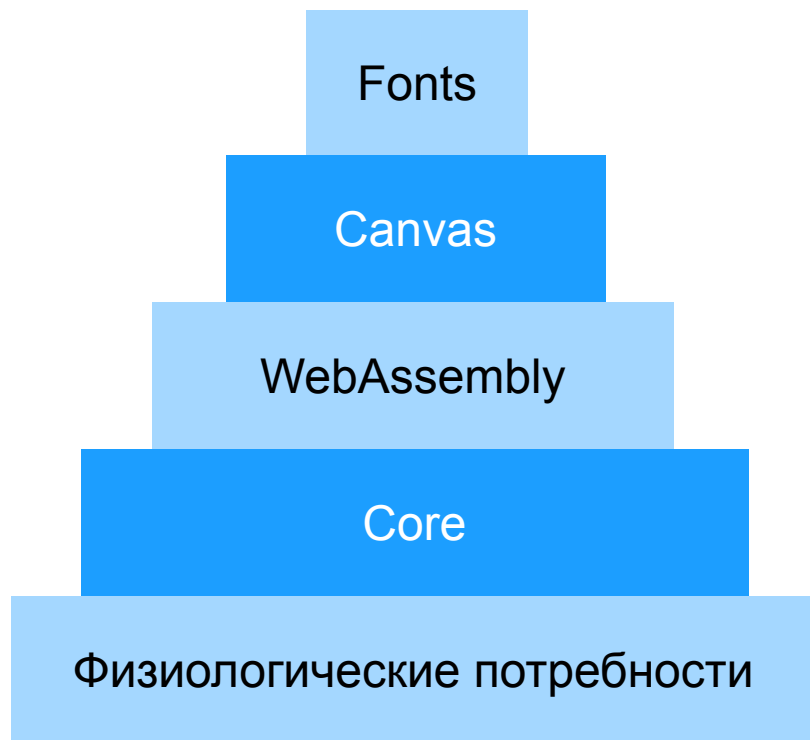 Fonts
Canvas
WebAssembly
Core
Физиологические потребности